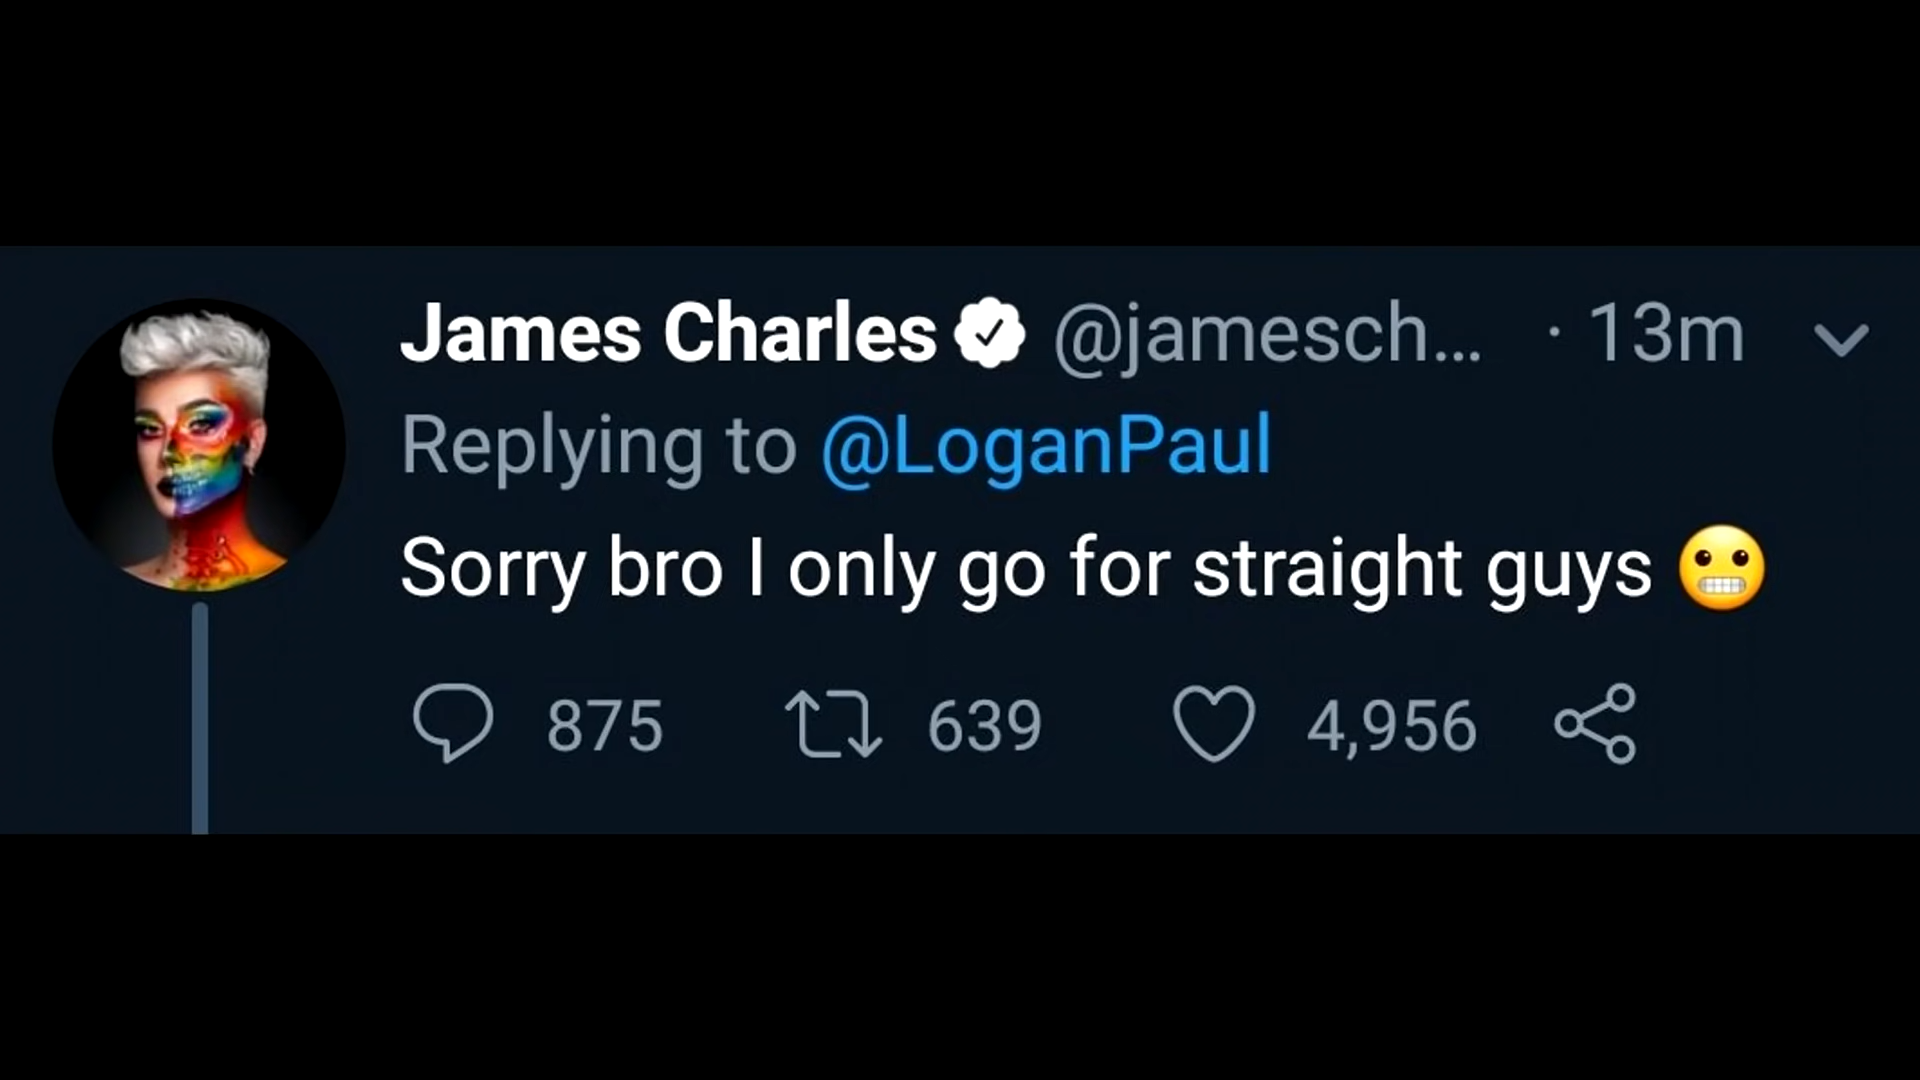 James Charles @jamesch... · 13m
Replying to @LoganPaul
Sorry bro I only go for straight guys 😬
875 639 4,956